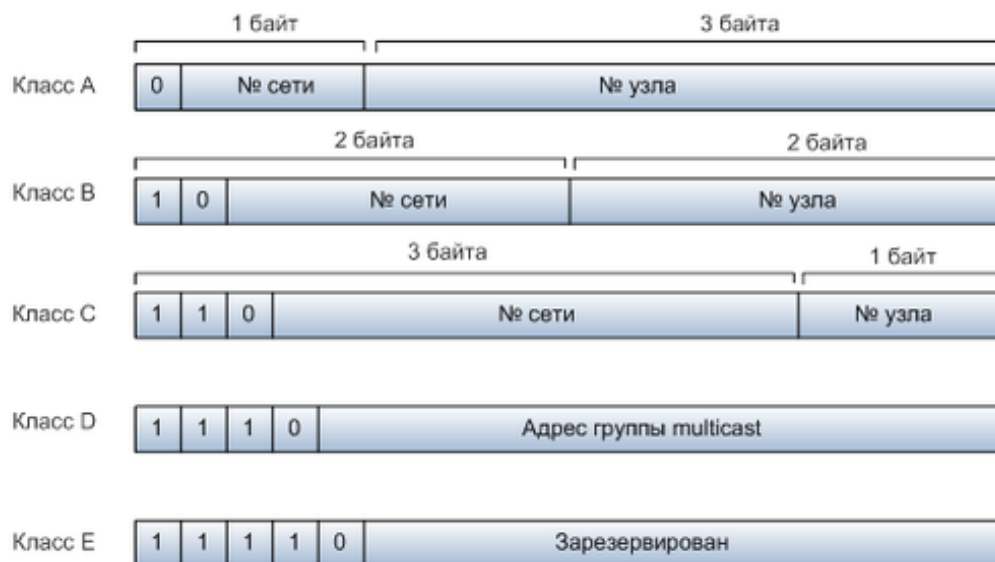 1 байт 3 байта
Класс A 0 № сети № узла
2 байта 2 байта
Класс B 1 0 № сети № узла
3 байта 1 байт
Класс C 1 1 0 № сети № узла
Класс D 1 1 1 0 Адрес группы multicast
Класс E 1 1 1 1 0 Зарезервирован